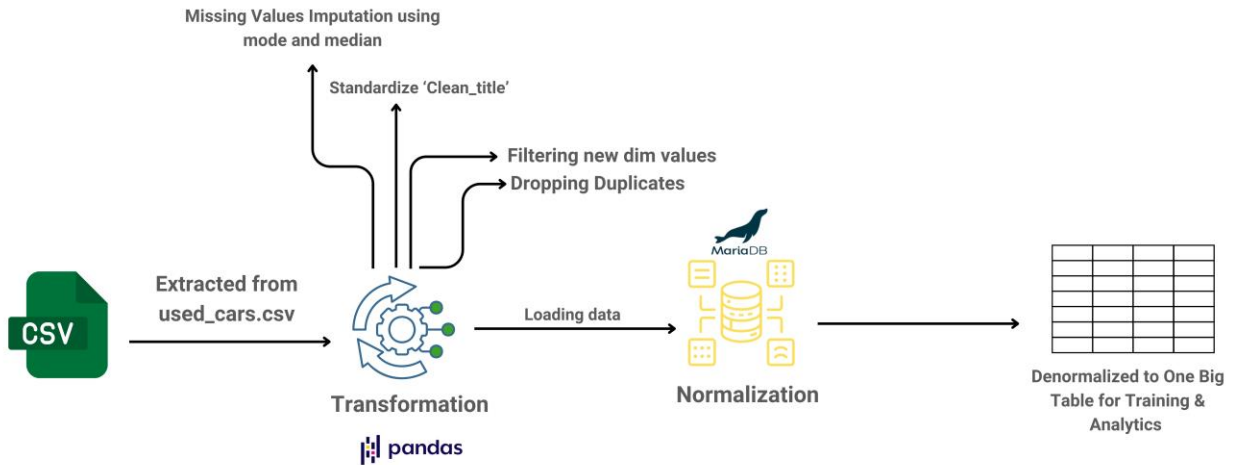 Missing Values Imputation using
mode and median
Standardize ‘Clean_title’
Filtering new dim values
Dropping Duplicates
MariaDB
CSV
Extracted from
used_cars.csv
Loading data
Transformation
Normalization
pandas
Denormalized to One Big
Table for Training &
Analytics